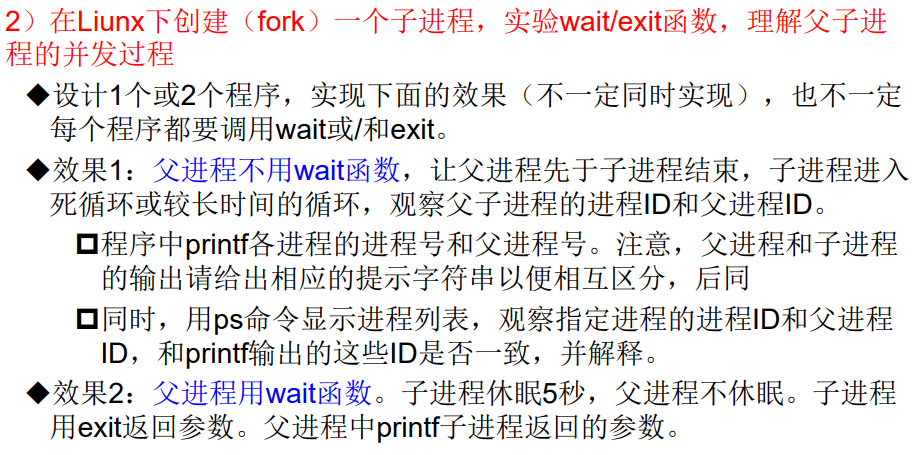 2）在Liunx下创建（fork）一个子进程，实验wait/exit函数，理解父子进
程的并发过程
◆设计1个或2个程序，实现下面的效果（不一定同时实现），也不一定
每个程序都要调用wait或/和exit。
◆效果1：父进程不用wait函数，让父进程先于子进程结束，子进程进入
死循环或较长时间的循环，观察父子进程的进程ID和父进程ID。
程序中printf各进程的进程号和父进程号。注意，父进程和子进程
的输出请给出相应的提示字符串以便相互区分，后同
同时，用ps命令显示进程列表，观察指定进程的进程ID和父进程
ID，和printf输出的这些ID是否一致，并解释。
◆效果2：父进程用wait函数。子进程休眠5秒，父进程不休眠。子进程
用exit返回参数。父进程中printf子进程返回的参数。